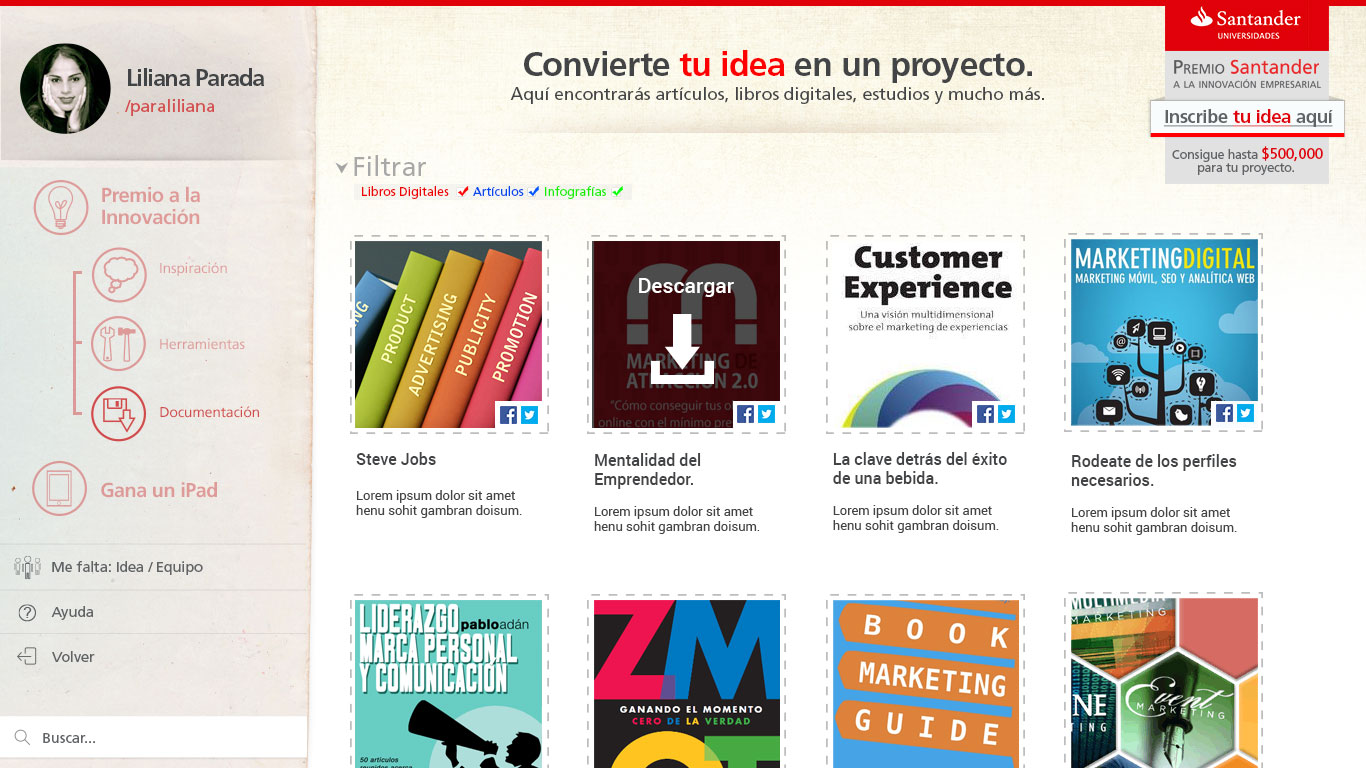 Liliana Parada
/paraliliana
Premio a la
Innovación
Inspiración
Herramientas
Documentación
Gana un iPad
Me falta: Idea / Equipo
Ayuda
Volver
Buscar...
Convierte tu idea en un proyecto.
Aquí encontrarás artículos, libros digitales, estudios y mucho más.
Santander
UNIVERSIDADES
PREMIO Santander
A LA INNOVACIÓN EMPRESARIAL
Inscribe tu idea aquí
Consigue hasta $500,000
para tu proyecto.
Filtrar
Libros Digitales Artículos Infografías
PRODUCT
ADVERTISING
PUBLICITY
PROMOTION
Steve Jobs
Lorem ipsum dolor sit amet
henu sohit gambran doisum.
Descargar
MARKETING DE
ATRACCIÓN 2.0
"Cómo conseguir tus
online con el mínimo
Mentalidad del
Emprendedor.
Lorem ipsum dolor sit amet
henu sohit gambran doisum.
Customer
Experience
Una visión multidimensional
sobre el marketing de experiencias
La clave detrás del éxito
de una bebida.
Lorem ipsum dolor sit amet
henu sohit gambran doisum.
MARKETINGDIGITAL
MARKETING MÓVIL, SEO Y ANALÍTICA WEB
Rodeate de los perfiles
necesarios.
Lorem ipsum dolor sit amet
henu sohit gambran doisum.
LIDERAZGO
pabloadán
MARCA PERSONAL
Y COMUNICACIÓN
50 artículos
reunidos acerca
ZM
GANANDO EL MOMENTO
CERO DE LA VERDAD
OT
BOOK
MARKETING
GUIDE
MULTIMEDIA
MARKETING
Event
MARKETING